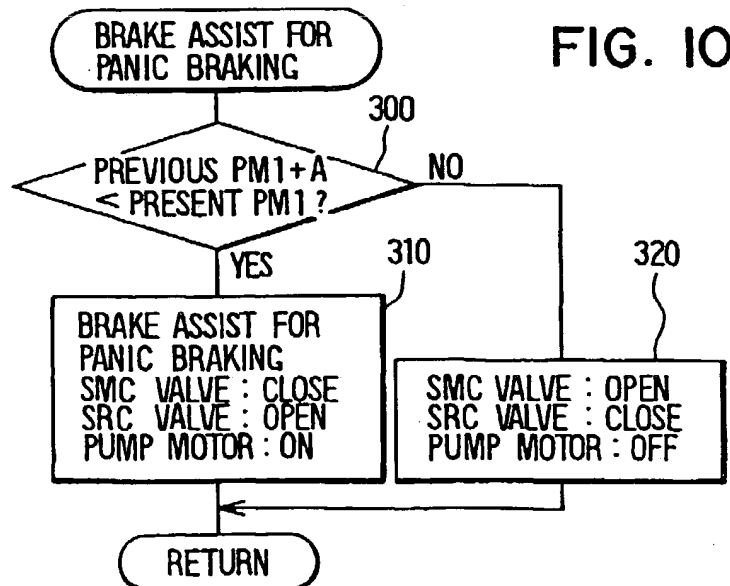 FIG. 10
BRAKE ASSIST FOR
PANIC BRAKING
300
PREVIOUS PM1+A
< PRESENT PM1?
NO
YES
310
BRAKE ASSIST FOR
PANIC BRAKING
SMC VALVE : CLOSE
SRC VALVE : OPEN
PUMP MOTOR : ON
320
SMC VALVE : OPEN
SRC VALVE : CLOSE
PUMP MOTOR : OFF
RETURN